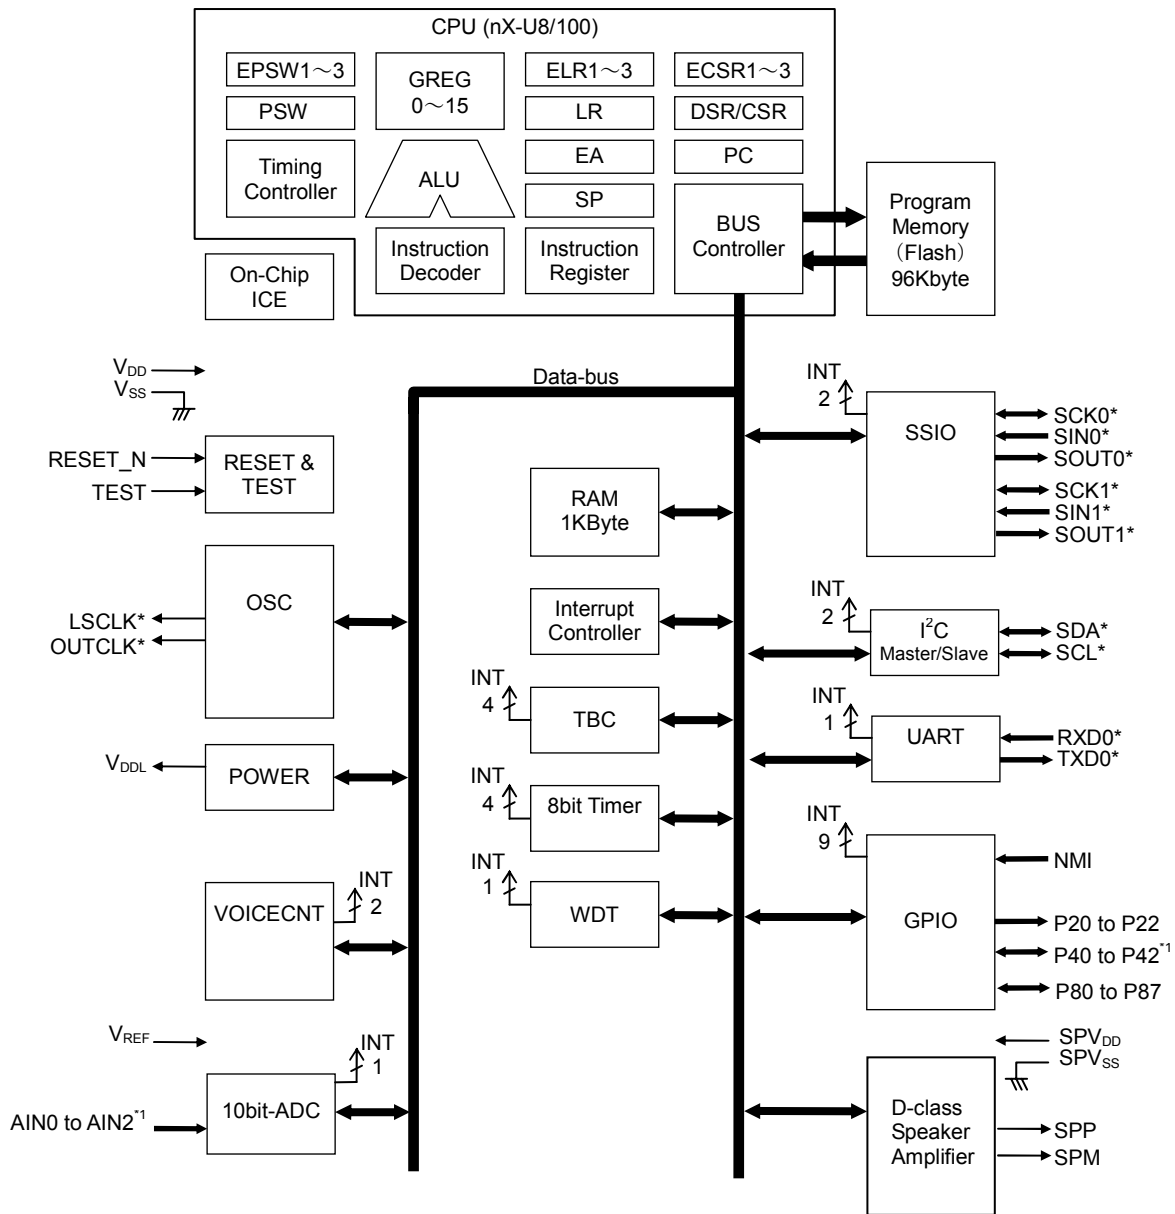 CPU (nX-U8/100)
EPSW1～3
GREG
0～15
ELR1～3
ECSR1～3
PSW
LR
DSR/CSR
Timing
Controller
ALU
EA
PC
SP
BUS
Controller
Program
Memory
（Flash）
96Kbyte
Instruction
Decoder
Instruction
Register
On-Chip
ICE
VDD
VSS
Data-bus
INT
2
SSIO
SCK0*
SIN0*
SOUT0*
SCK1*
SIN1*
SOUT1*
RESET_N
TEST
RESET &
TEST
RAM
1KByte
OSC
LSCLK*
OUTCLK*
Interrupt
Controller
INT
2
I²C
Master/Slave
SDA*
SCL*
INT
4
TBC
INT
1
UART
RXD0*
TXD0*
VDDL
POWER
INT
4
8bit Timer
INT
9
GPIO
NMI
P20 to P22
P40 to P42*1
P80 to P87
VOICECNT
INT
2
INT
1
WDT
VREF
INT
1
AIN0 to AIN2*1
10bit-ADC
SPVDD
SPVSS
D-class
Speaker
Amplifier
SPP
SPM